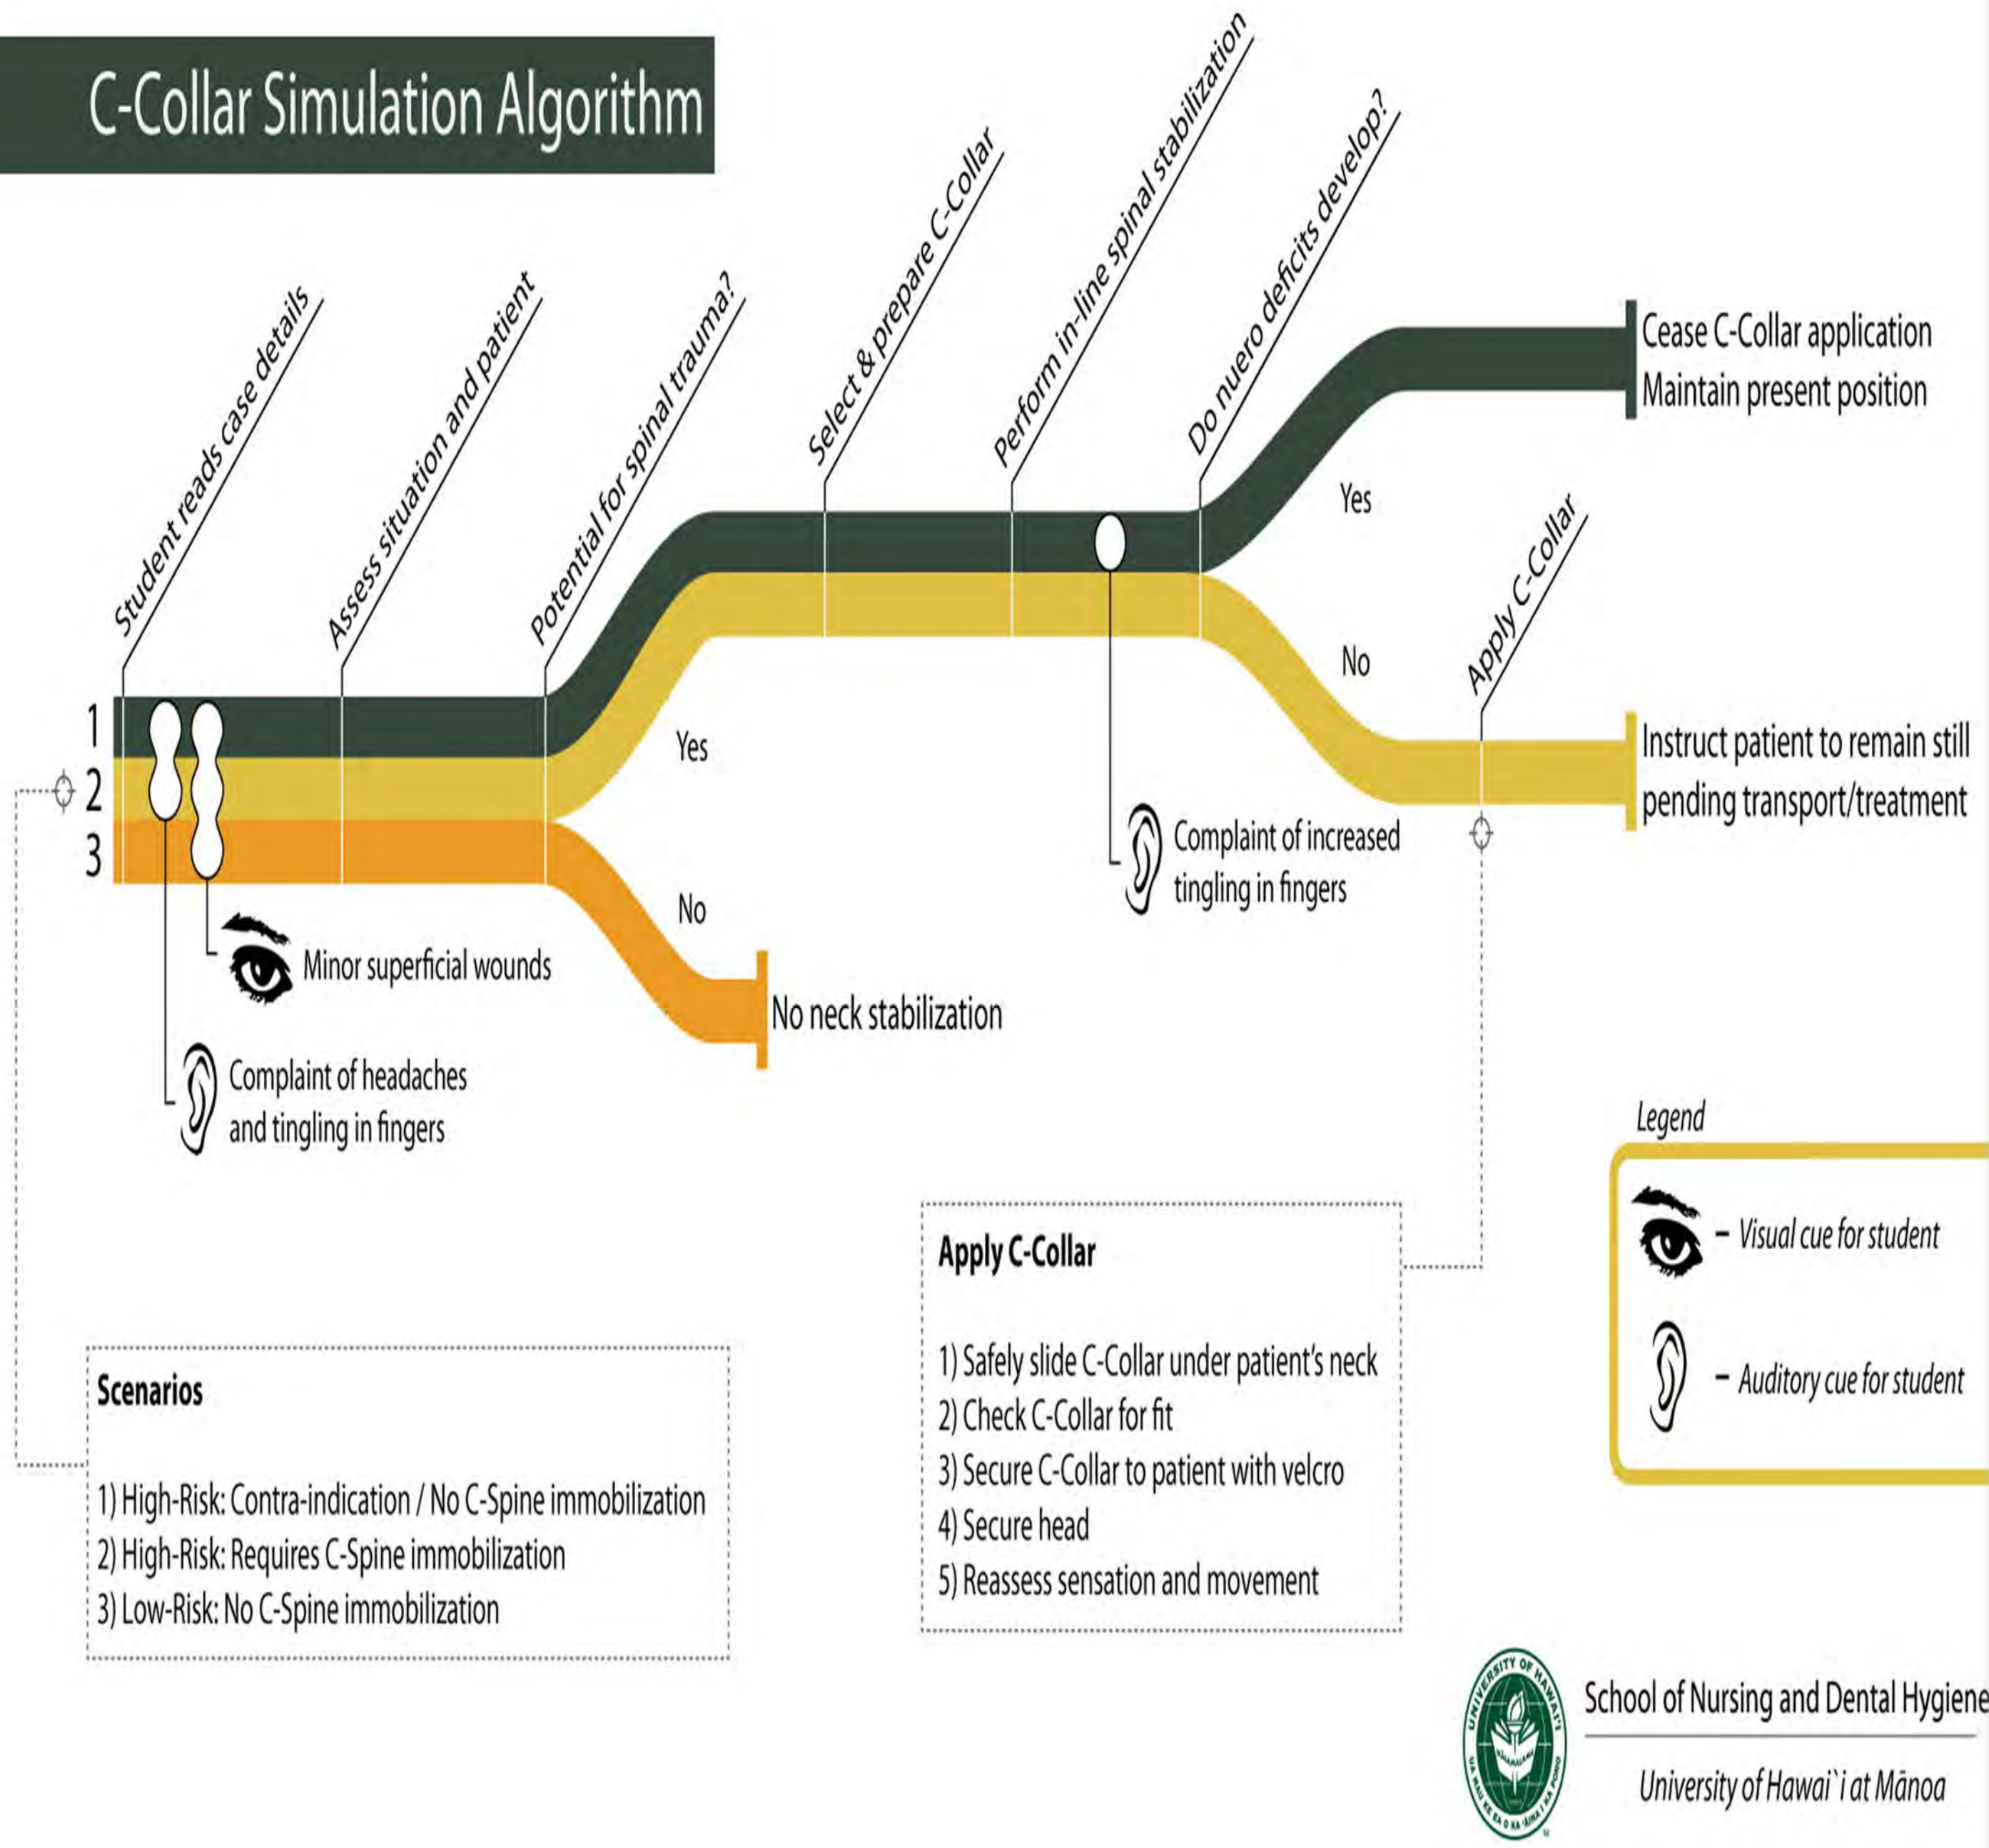 C-Collar Simulation Algorithm
Student reads case details
Assess situation and patient
Potential for spinal trauma?
Select & prepare C-Collar
Perform in-line spinal stabilization
Do nuero deficits develop?
Apply C-Collar
Cease C-Collar application
Maintain present position
Yes
No
Instruct patient to remain still
pending transport/treatment
1
2
3
Yes
No
No neck stabilization
Complaint of increased
tingling in fingers
Minor superficial wounds
Complaint of headaches
and tingling in fingers
Scenarios
1) High-Risk: Contra-indication / No C-Spine immobilization
2) High-Risk: Requires C-Spine immobilization
3) Low-Risk: No C-Spine immobilization
Apply C-Collar
1) Safely slide C-Collar under patient's neck
2) Check C-Collar for fit
3) Secure C-Collar to patient with velcro
4) Secure head
5) Reassess sensation and movement
Legend
– Visual cue for student
– Auditory cue for student
UNIVERSITY OF HAWAI'I
School of Nursing and Dental Hygiene
University of Hawai`i at Mānoa